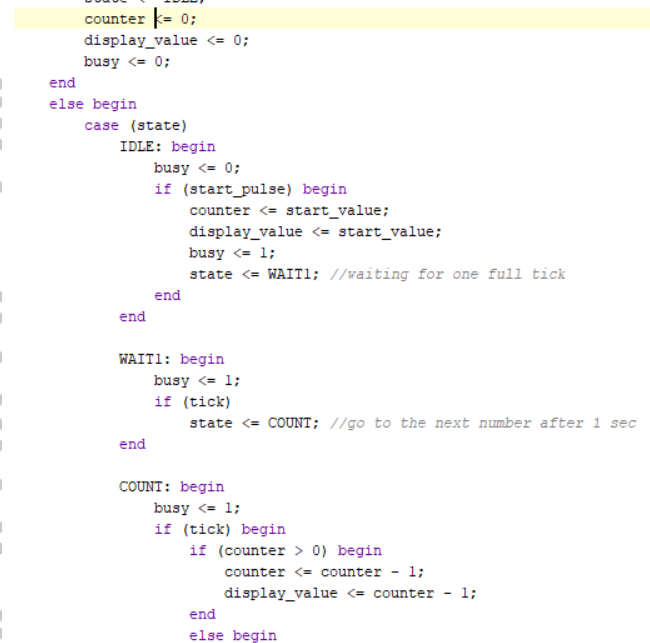 counter <= 0;
display_value <= 0;
busy <= 0;
end
else begin
case (state)
IDLE: begin
busy <= 0;
if (start_pulse) begin
counter <= start_value;
display_value <= start_value;
busy <= 1;
state <= WAIT1; //waiting for one full tick
end
end
WAIT1: begin
busy <= 1;
if (tick)
state <= COUNT; //go to the next number after 1 sec
end
COUNT: begin
busy <= 1;
if (tick) begin
if (counter > 0) begin
counter <= counter - 1;
display_value <= counter - 1;
end
else begin